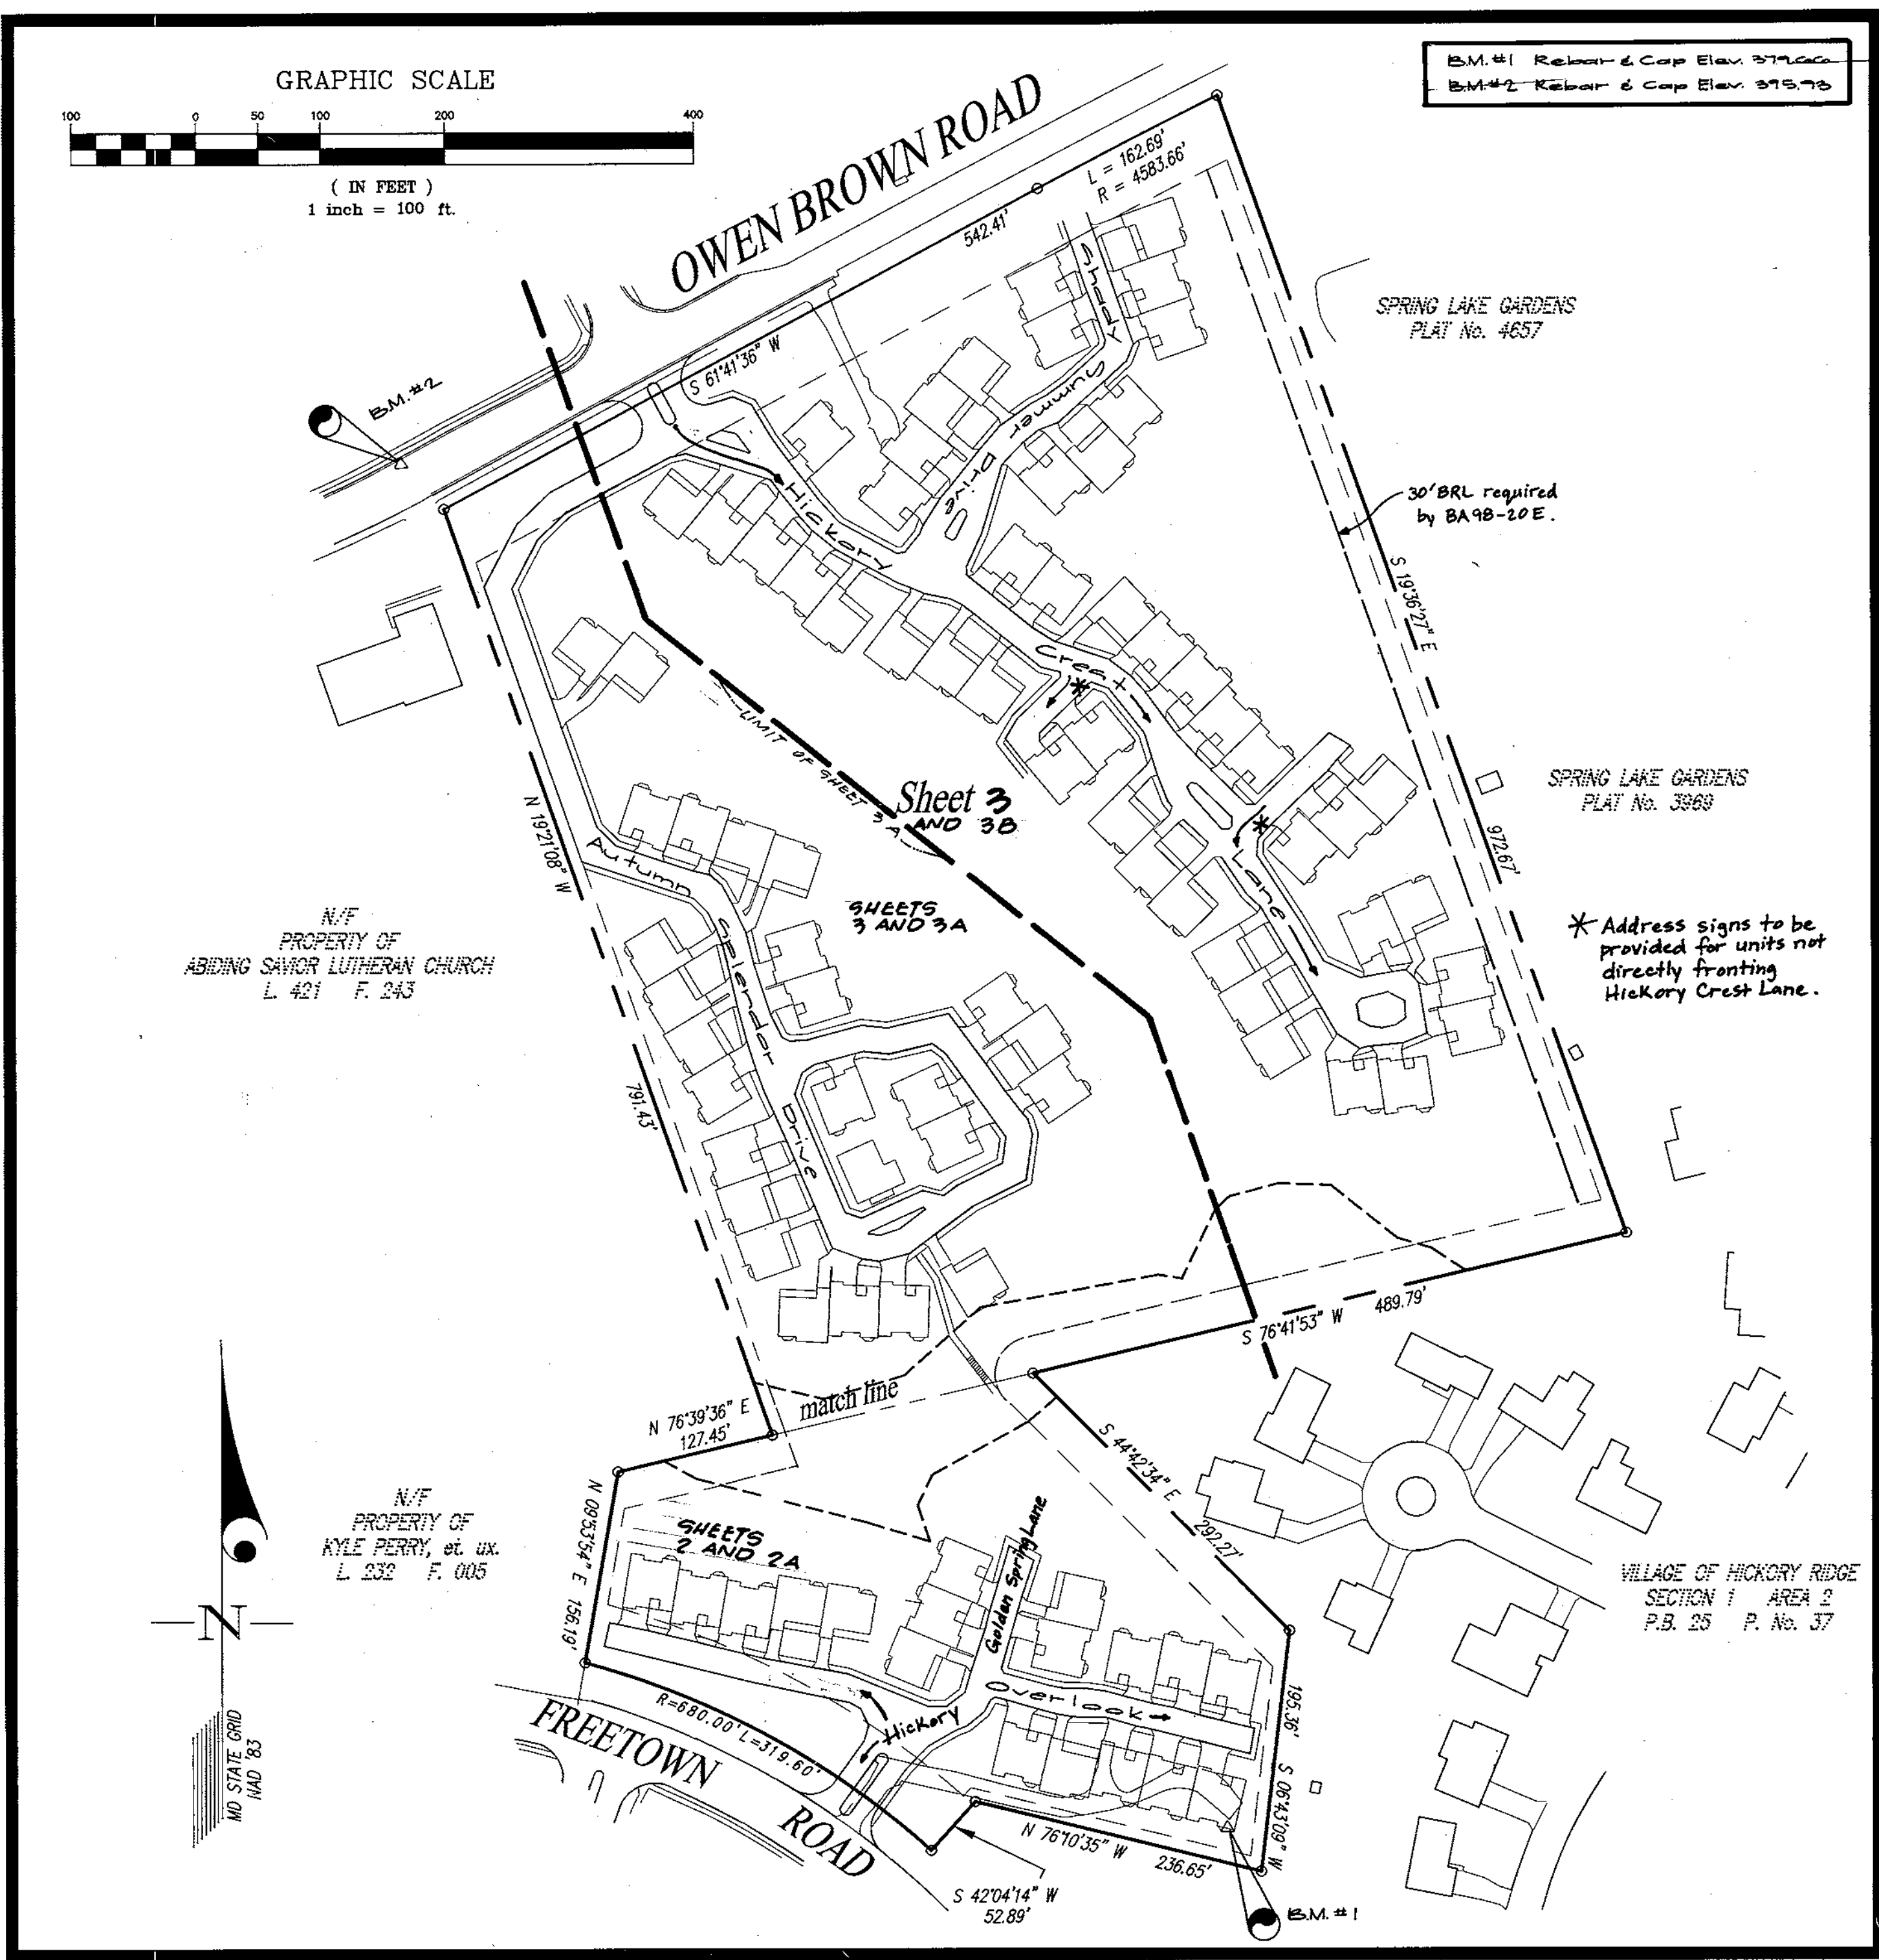 GRAPHIC SCALE
100 0 50 100 200 400
( IN FEET )
1 inch = 100 ft.
B.M.#1 Rebar & Cap Elev.
B.M.#2 Rebar & Cap Elev. 395.93
OWEN BROWN ROAD
L = 162.69'
R = 4583.66'
542.41'
S 61°41'36" W
B.M. #2
Shady
Summer
Drive
SPRING LAKE GARDENS
PLAT No. 4657
30' BRL required
by BA 98-20E.
S 19°36'27" E
Hickory
Crest
Lane
LIMIT OF SHEET 3A
Sheet 3
AND 3B
SHEETS
3 AND 3A
SPRING LAKE GARDENS
PLAT No. 3969
972.67'
* Address signs to be
provided for units not
directly fronting
Hickory Crest Lane.
N 19°21'08" W
791.43'
Autumn
Splendor
Drive
N/F
PROPERTY OF
ABIDING SAVIOR LUTHERAN CHURCH
L. 421 F. 243
S 76°41'53" W 489.79'
match line
N 76°39'36" E
127.45'
S 44°42'34" E 292.27'
N 09°53'54" E 156.19'
N/F
PROPERTY OF
KYLE PERRY, et. ux.
L. 232 F. 005
SHEETS
2 AND 2A
Golden Spring Lane
VILLAGE OF HICKORY RIDGE
SECTION 1 AREA 2
P.B. 25 P. No. 37
N
MD STATE GRID
NAD '83
Hickory
Overlook
195.36' S 06°43'09" W
R=680.00' L=319.60'
FREETOWN
ROAD
N 76°10'35" W 236.65'
S 42°04'14" W
52.89'
B.M. #1